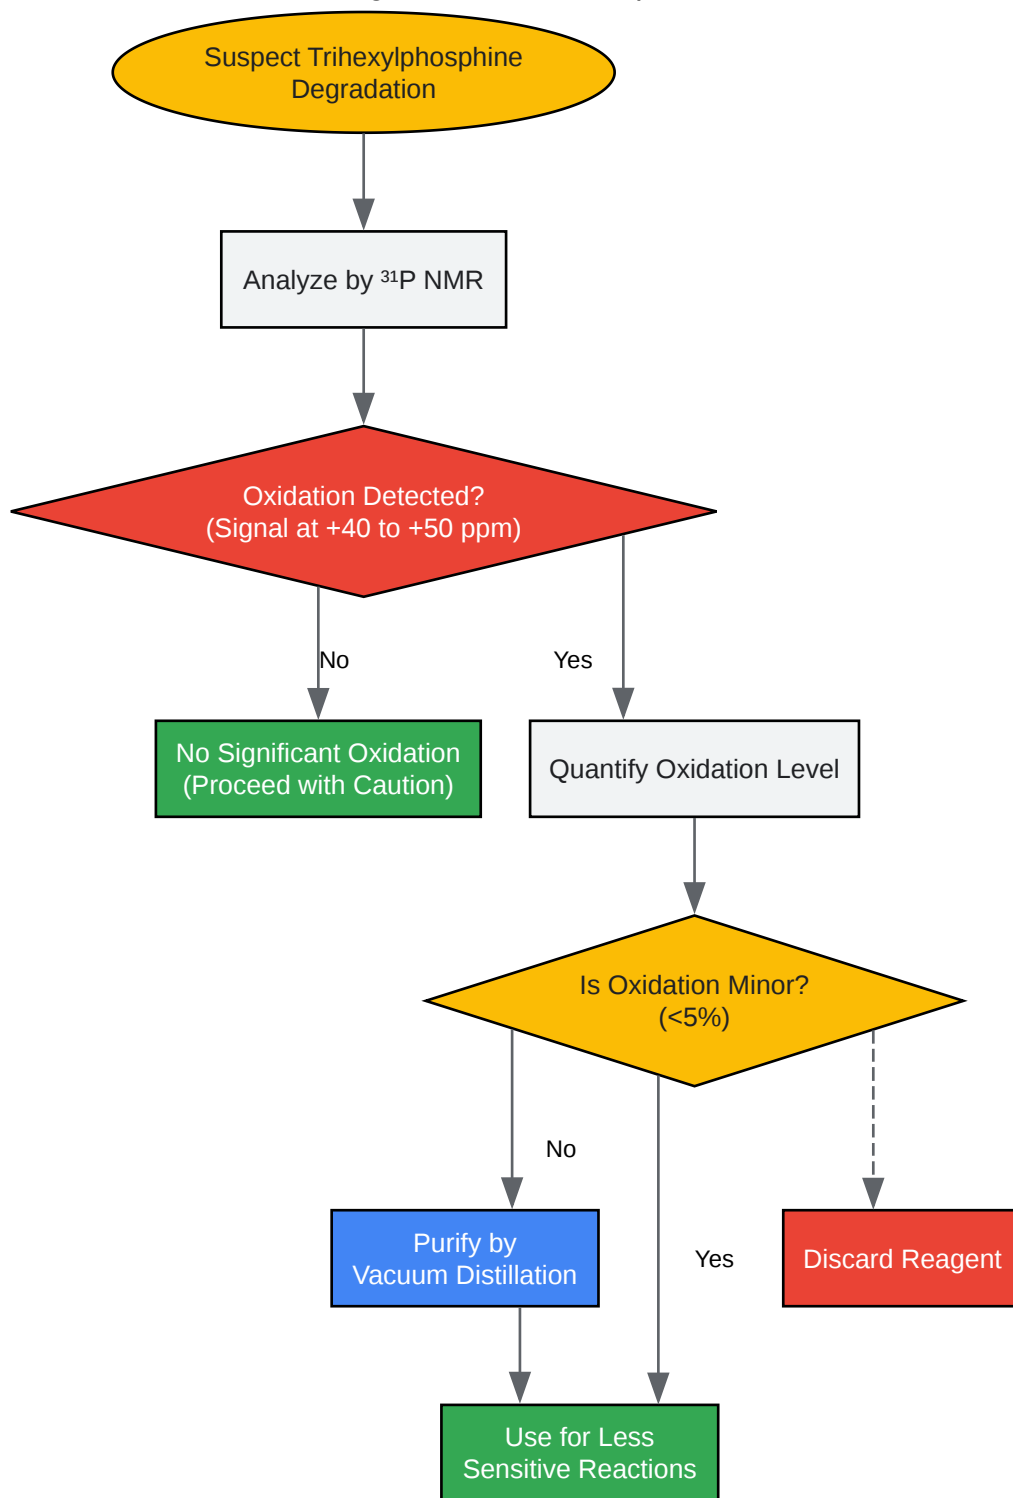 Suspect Trihexylphosphine
Degradation
Analyze by ³¹P NMR
Oxidation Detected?
(Signal at +40 to +50 ppm)
No
Yes
No Significant Oxidation
(Proceed with Caution)
Quantify Oxidation Level
Is Oxidation Minor?
(<5%)
No
Purify by
Vacuum Distillation
Yes
Discard Reagent
Use for Less
Sensitive Reactions